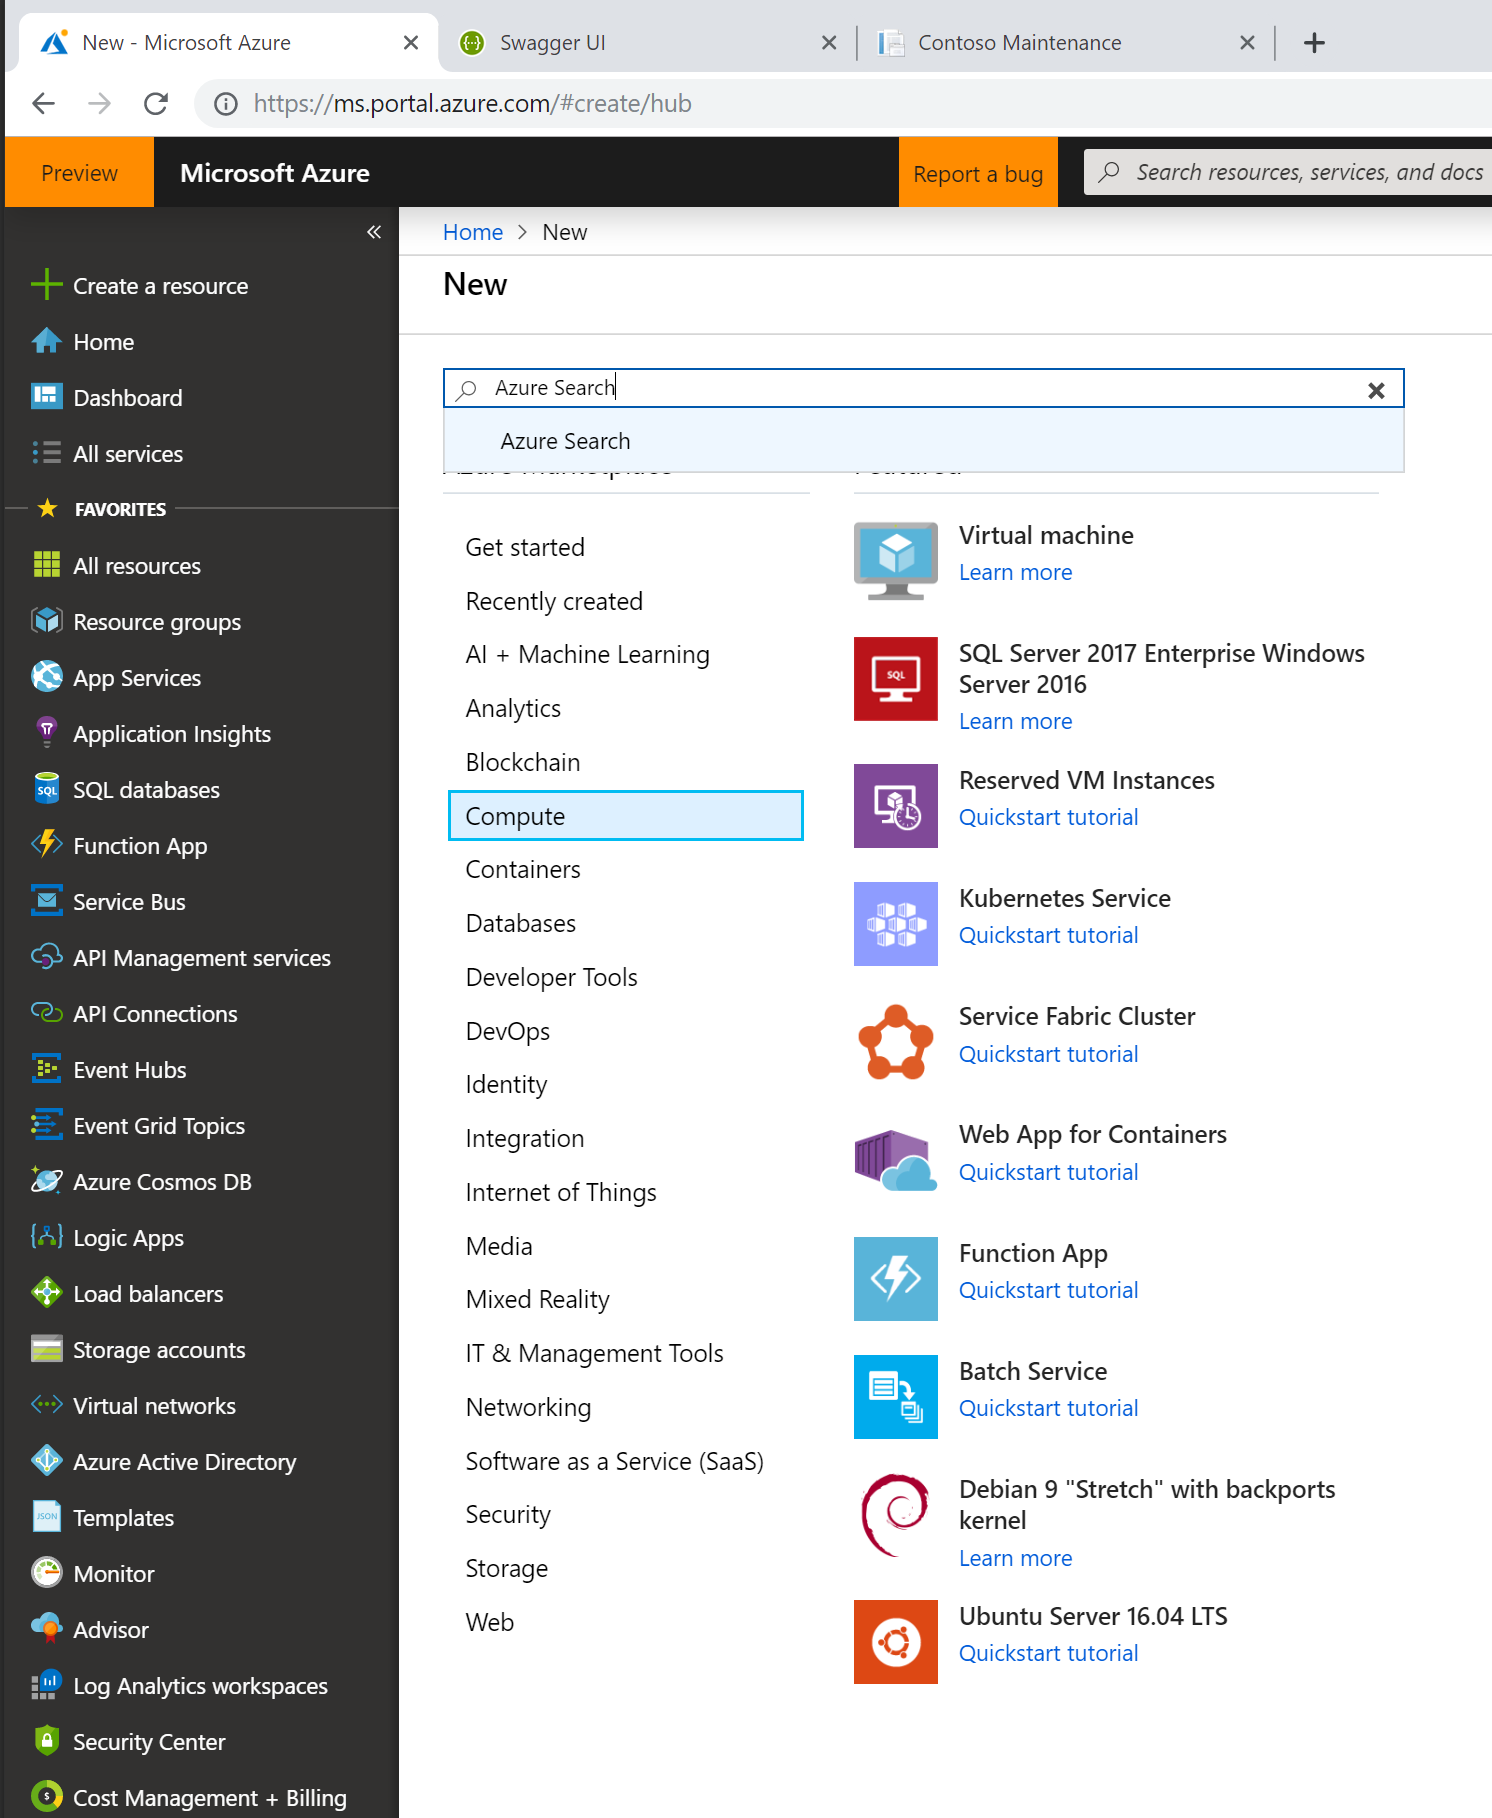 New - Microsoft Azure
Swagger UI
Contoso Maintenance
https://ms.portal.azure.com/#create/hub
Preview
Microsoft Azure
Report a bug
Search resources, services, and docs
Create a resource
Home
Dashboard
All services
FAVORITES
All resources
Resource groups
App Services
Application Insights
SQL
SQL databases
Function App
Service Bus
API Management services
API Connections
Event Hubs
Event Grid Topics
Azure Cosmos DB
Logic Apps
Load balancers
Storage accounts
Virtual networks
Azure Active Directory
JSON
Templates
Monitor
Advisor
Log Analytics workspaces
Security Center
Cost Management + Billing
Home > New
New
Azure Search
Azure Search
Azure Marketplace
Featured
Get started
Recently created
AI + Machine Learning
Analytics
Blockchain
Compute
Containers
Databases
Developer Tools
DevOps
Identity
Integration
Internet of Things
Media
Mixed Reality
IT & Management Tools
Networking
Software as a Service (SaaS)
Security
Storage
Web
Virtual machine
Learn more
SQL
SQL Server 2017 Enterprise Windows
Server 2016
Learn more
Reserved VM Instances
Quickstart tutorial
Kubernetes Service
Quickstart tutorial
Service Fabric Cluster
Quickstart tutorial
Web App for Containers
Quickstart tutorial
Function App
Quickstart tutorial
Batch Service
Quickstart tutorial
Debian 9 "Stretch" with backports
kernel
Learn more
Ubuntu Server 16.04 LTS
Quickstart tutorial